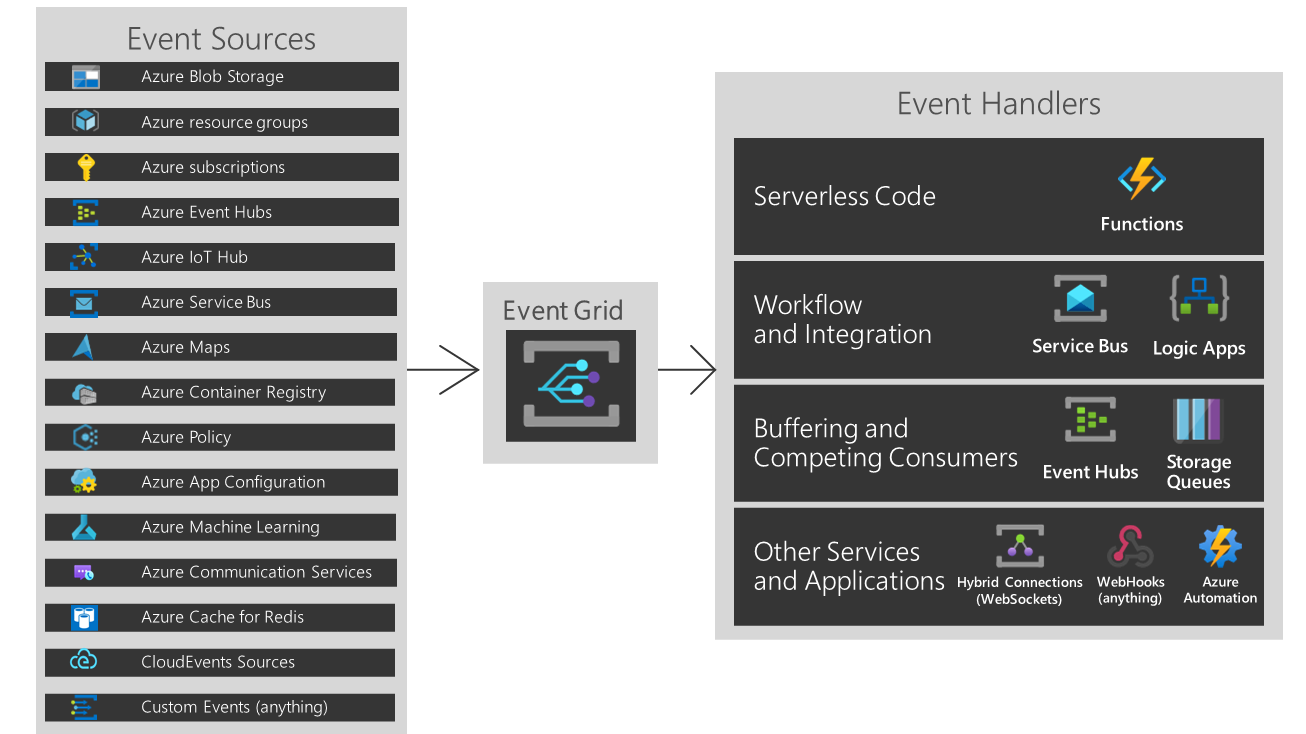 Event Sources
Azure Blob Storage
Azure resource groups
Azure subscriptions
Azure Event Hubs
Azure IoT Hub
Azure Service Bus
Azure Maps
Azure Container Registry
Azure Policy
Azure App Configuration
Azure Machine Learning
Azure Communication Services
Azure Cache for Redis
CloudEvents Sources
Custom Events (anything)
Event Grid
Event Handlers
Serverless Code
Functions
Workflow
and Integration
Service Bus
Logic Apps
Buffering and
Competing Consumers
Event Hubs
Storage
Queues
Other Services
and Applications
Hybrid Connections
(WebSockets)
WebHooks
(anything)
Azure
Automation